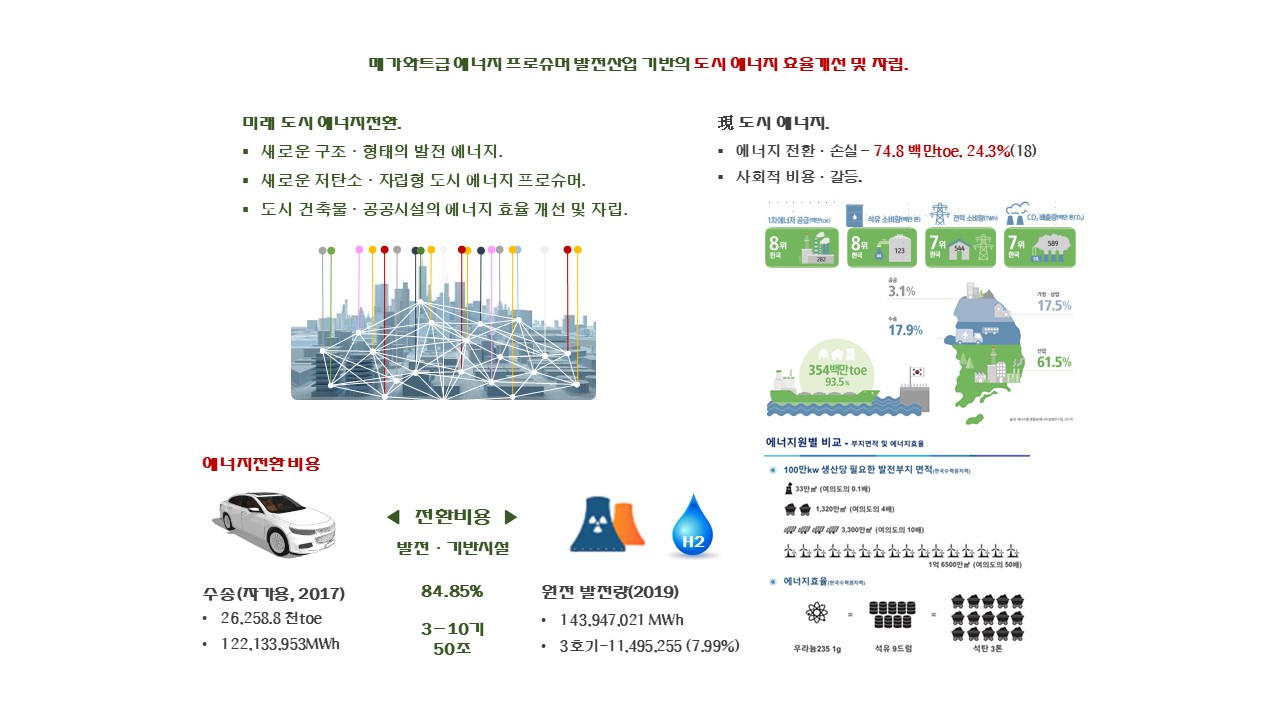 메가와트급 에너지 프로슈머 발전산업 기반의 도시 에너지 효율개선 및 자립.
미래 도시 에너지전환.
▪ 새로운 구조 · 형태의 발전 에너지.
▪ 새로운 저탄소 · 자립형 도시 에너지 프로슈머.
▪ 도시 건축물 · 공공시설의 에너지 효율 개선 및 자립.
現 도시 에너지.
▪ 에너지 전환 · 손실 – 74.8 백만toe, 24.3%(18)
▪ 사회적 비용 · 갈등.
1차에너지 공급(백만toe)
8위
한국
282
석유 소비량(백만 톤)
8위
한국
123
전력 소비량(TWh)
7위
한국
544
CO₂ 배출량(백만 톤CO₂)
7위
한국
589
공공
3.1%
수송
17.9%
가정 · 상업
17.5%
산업
61.5%
354백만toe
93.5%
에너지원별 비교 - 부지면적 및 에너지효율
100만kw 생산당 필요한 발전부지 면적(한국수력원자력)
33만㎡ (여의도의 0.1배)
1,320만㎡ (여의도의 4배)
3,300만㎡ (여의도의 10배)
1억 6500만㎡ (여의도의 50배)
에너지효율(한국수력원자력)
=
=
우라늄235 1g
석유 9드럼
석탄 3톤
에너지전환 비용
◀ 전환비용 ▶
발전 · 기반시설
84.85%
3–10기
50조
H2
수송(자가용, 2017)
• 26,258.8 천toe
• 122,133,953MWh
원전 발전량(2019)
• 143,947,021 MWh
• 3호기-11,495,255 (7.99%)